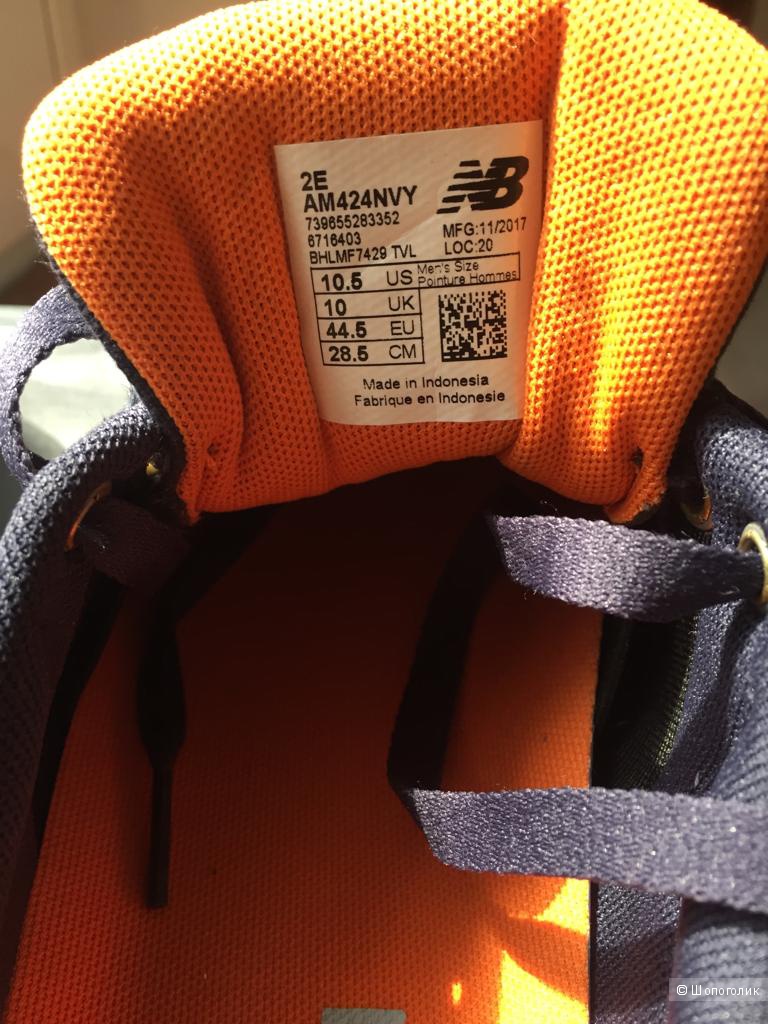 2E
AM424NVY
739655283352
6716403
BHLMF7429 TVL
NB
MFG:11/2017
LOC:20
10.5 US Men's Size
Pointure Hommes
10 UK
44.5 EU
28.5 CM
Made in Indonesia
Fabrique en Indonesie
© Шопоголик